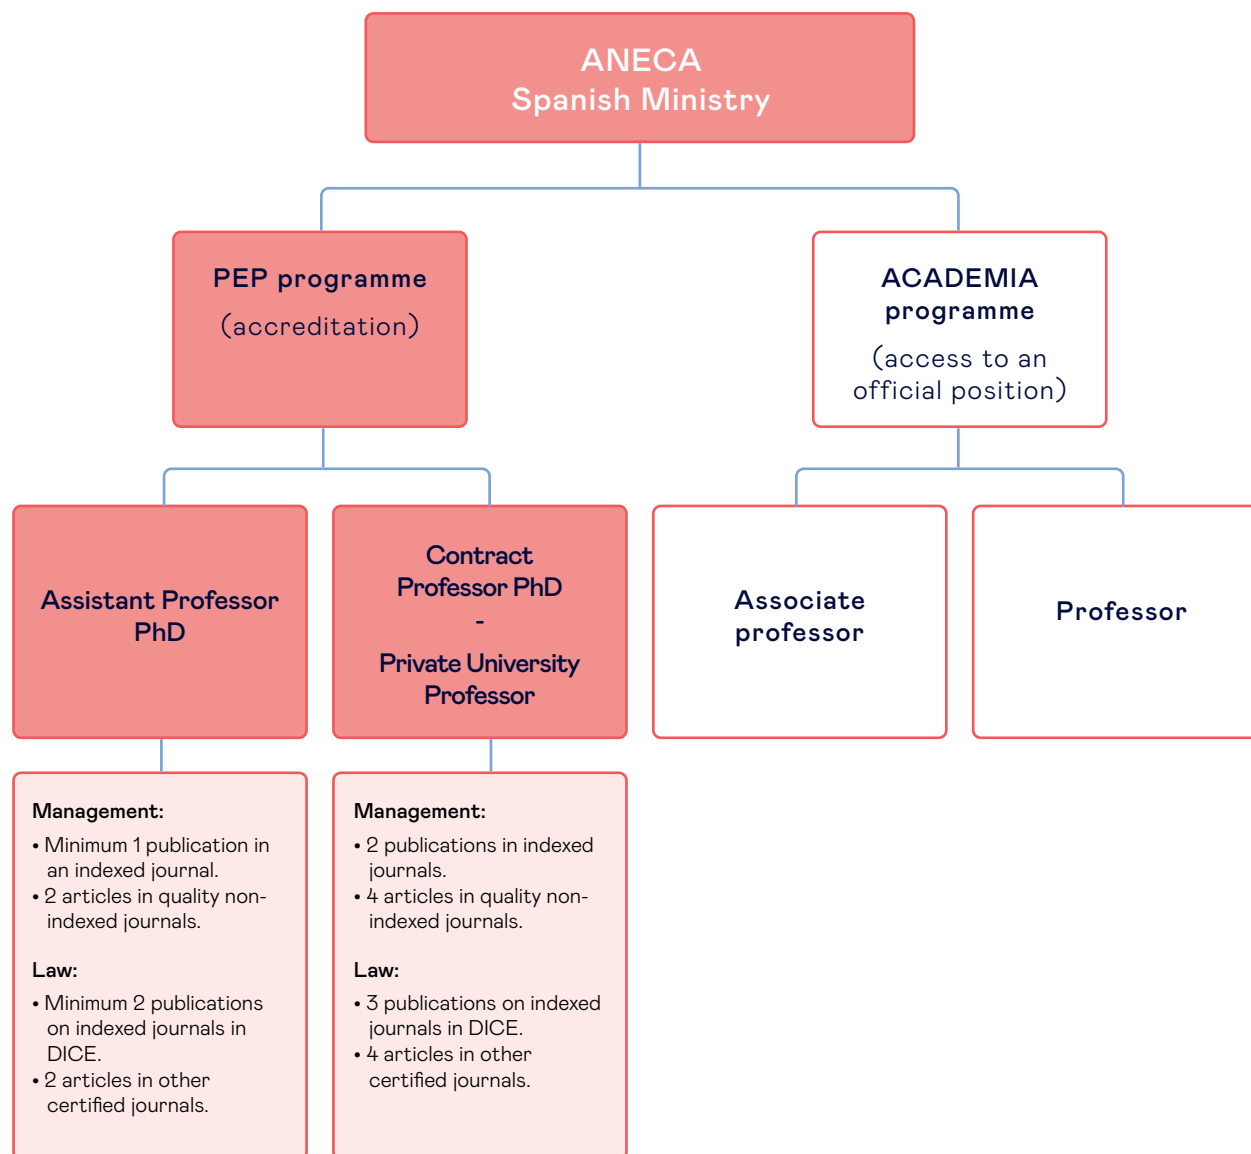 ANECA
Spanish Ministry
PEP programme
(accreditation)
ACADEMIA
programme
(access to an
official position)
Assistant Professor
PhD
Contract
Professor PhD
-
Private University
Professor
Associate
professor
Professor
Management:
• Minimum 1 publication in
an indexed journal.
• 2 articles in quality non-
indexed journals.
Law:
• Minimum 2 publications
on indexed journals in
DICE.
• 2 articles in other
certified journals.
Management:
• 2 publications in indexed
journals.
• 4 articles in quality non-
indexed journals.
Law:
• 3 publications on indexed
journals in DICE.
• 4 articles in other
certified journals.